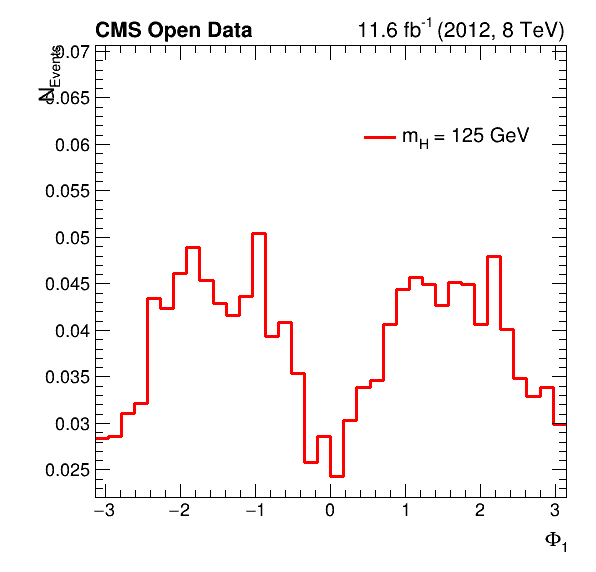 CMS Open Data
11.6 fb-1 (2012, 8 TeV)
NEvents
0.07
0.065
0.06
0.055
0.05
0.045
0.04
0.035
0.03
0.025
mH = 125 GeV
−3 −2 −1 0 1 2 3
Φ1